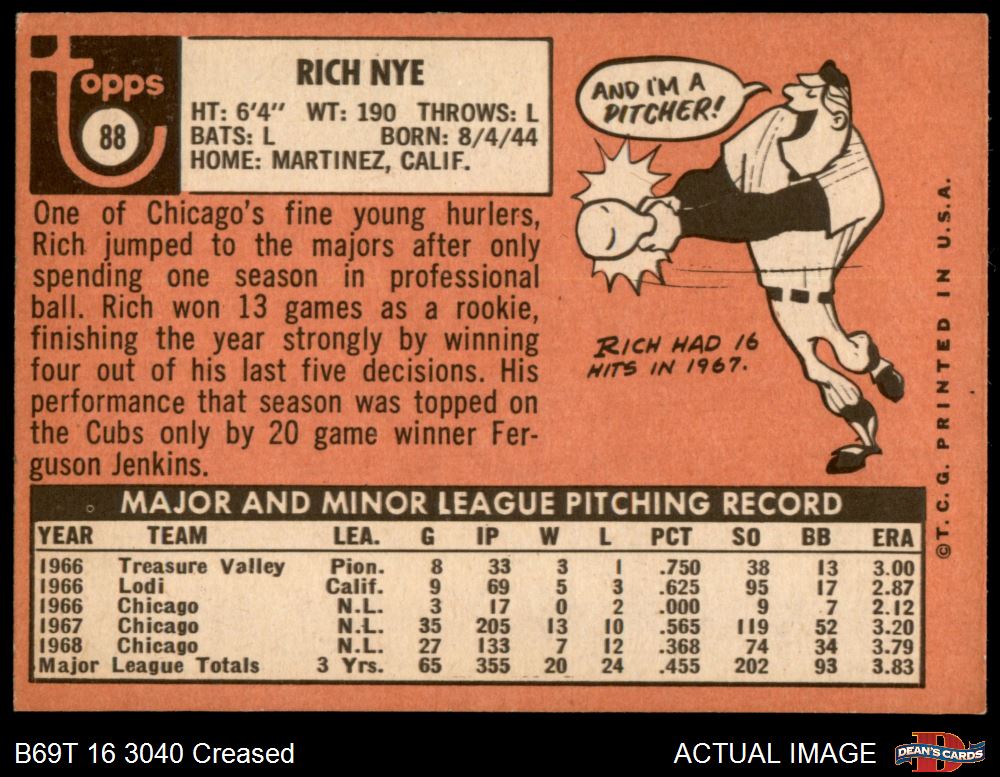 Topps
88
RICH NYE
HT: 6'4" WT: 190 THROWS: L
BATS: L BORN: 8/4/44
HOME: MARTINEZ, CALIF.
One of Chicago's fine young hurlers,
Rich jumped to the majors after only
spending one season in professional
ball. Rich won 13 games as a rookie,
finishing the year strongly by winning
four out of his last five decisions. His
performance that season was topped on
the Cubs only by 20 game winner Fer-
guson Jenkins.
AND I'M A
PITCHER!
RICH HAD 16
HITS IN 1967.
©T.C.G. PRINTED IN U.S.A.
MAJOR AND MINOR LEAGUE PITCHING RECORD
YEAR TEAM LEA. G IP W L PCT SO BB ERA
1966 Treasure Valley Pion. 8 33 3 1 .750 38 13 3.00
1966 Lodi Calif. 9 69 5 3 .625 95 17 2.87
1966 Chicago N.L. 3 17 0 2 .000 9 7 2.12
1967 Chicago N.L. 35 205 13 10 .565 119 52 3.20
1968 Chicago N.L. 27 133 7 12 .368 74 34 3.79
Major League Totals 3 Yrs. 65 355 20 24 .455 202 93 3.83
B69T 16 3040 Creased
ACTUAL IMAGE
DEAN'S CARDS